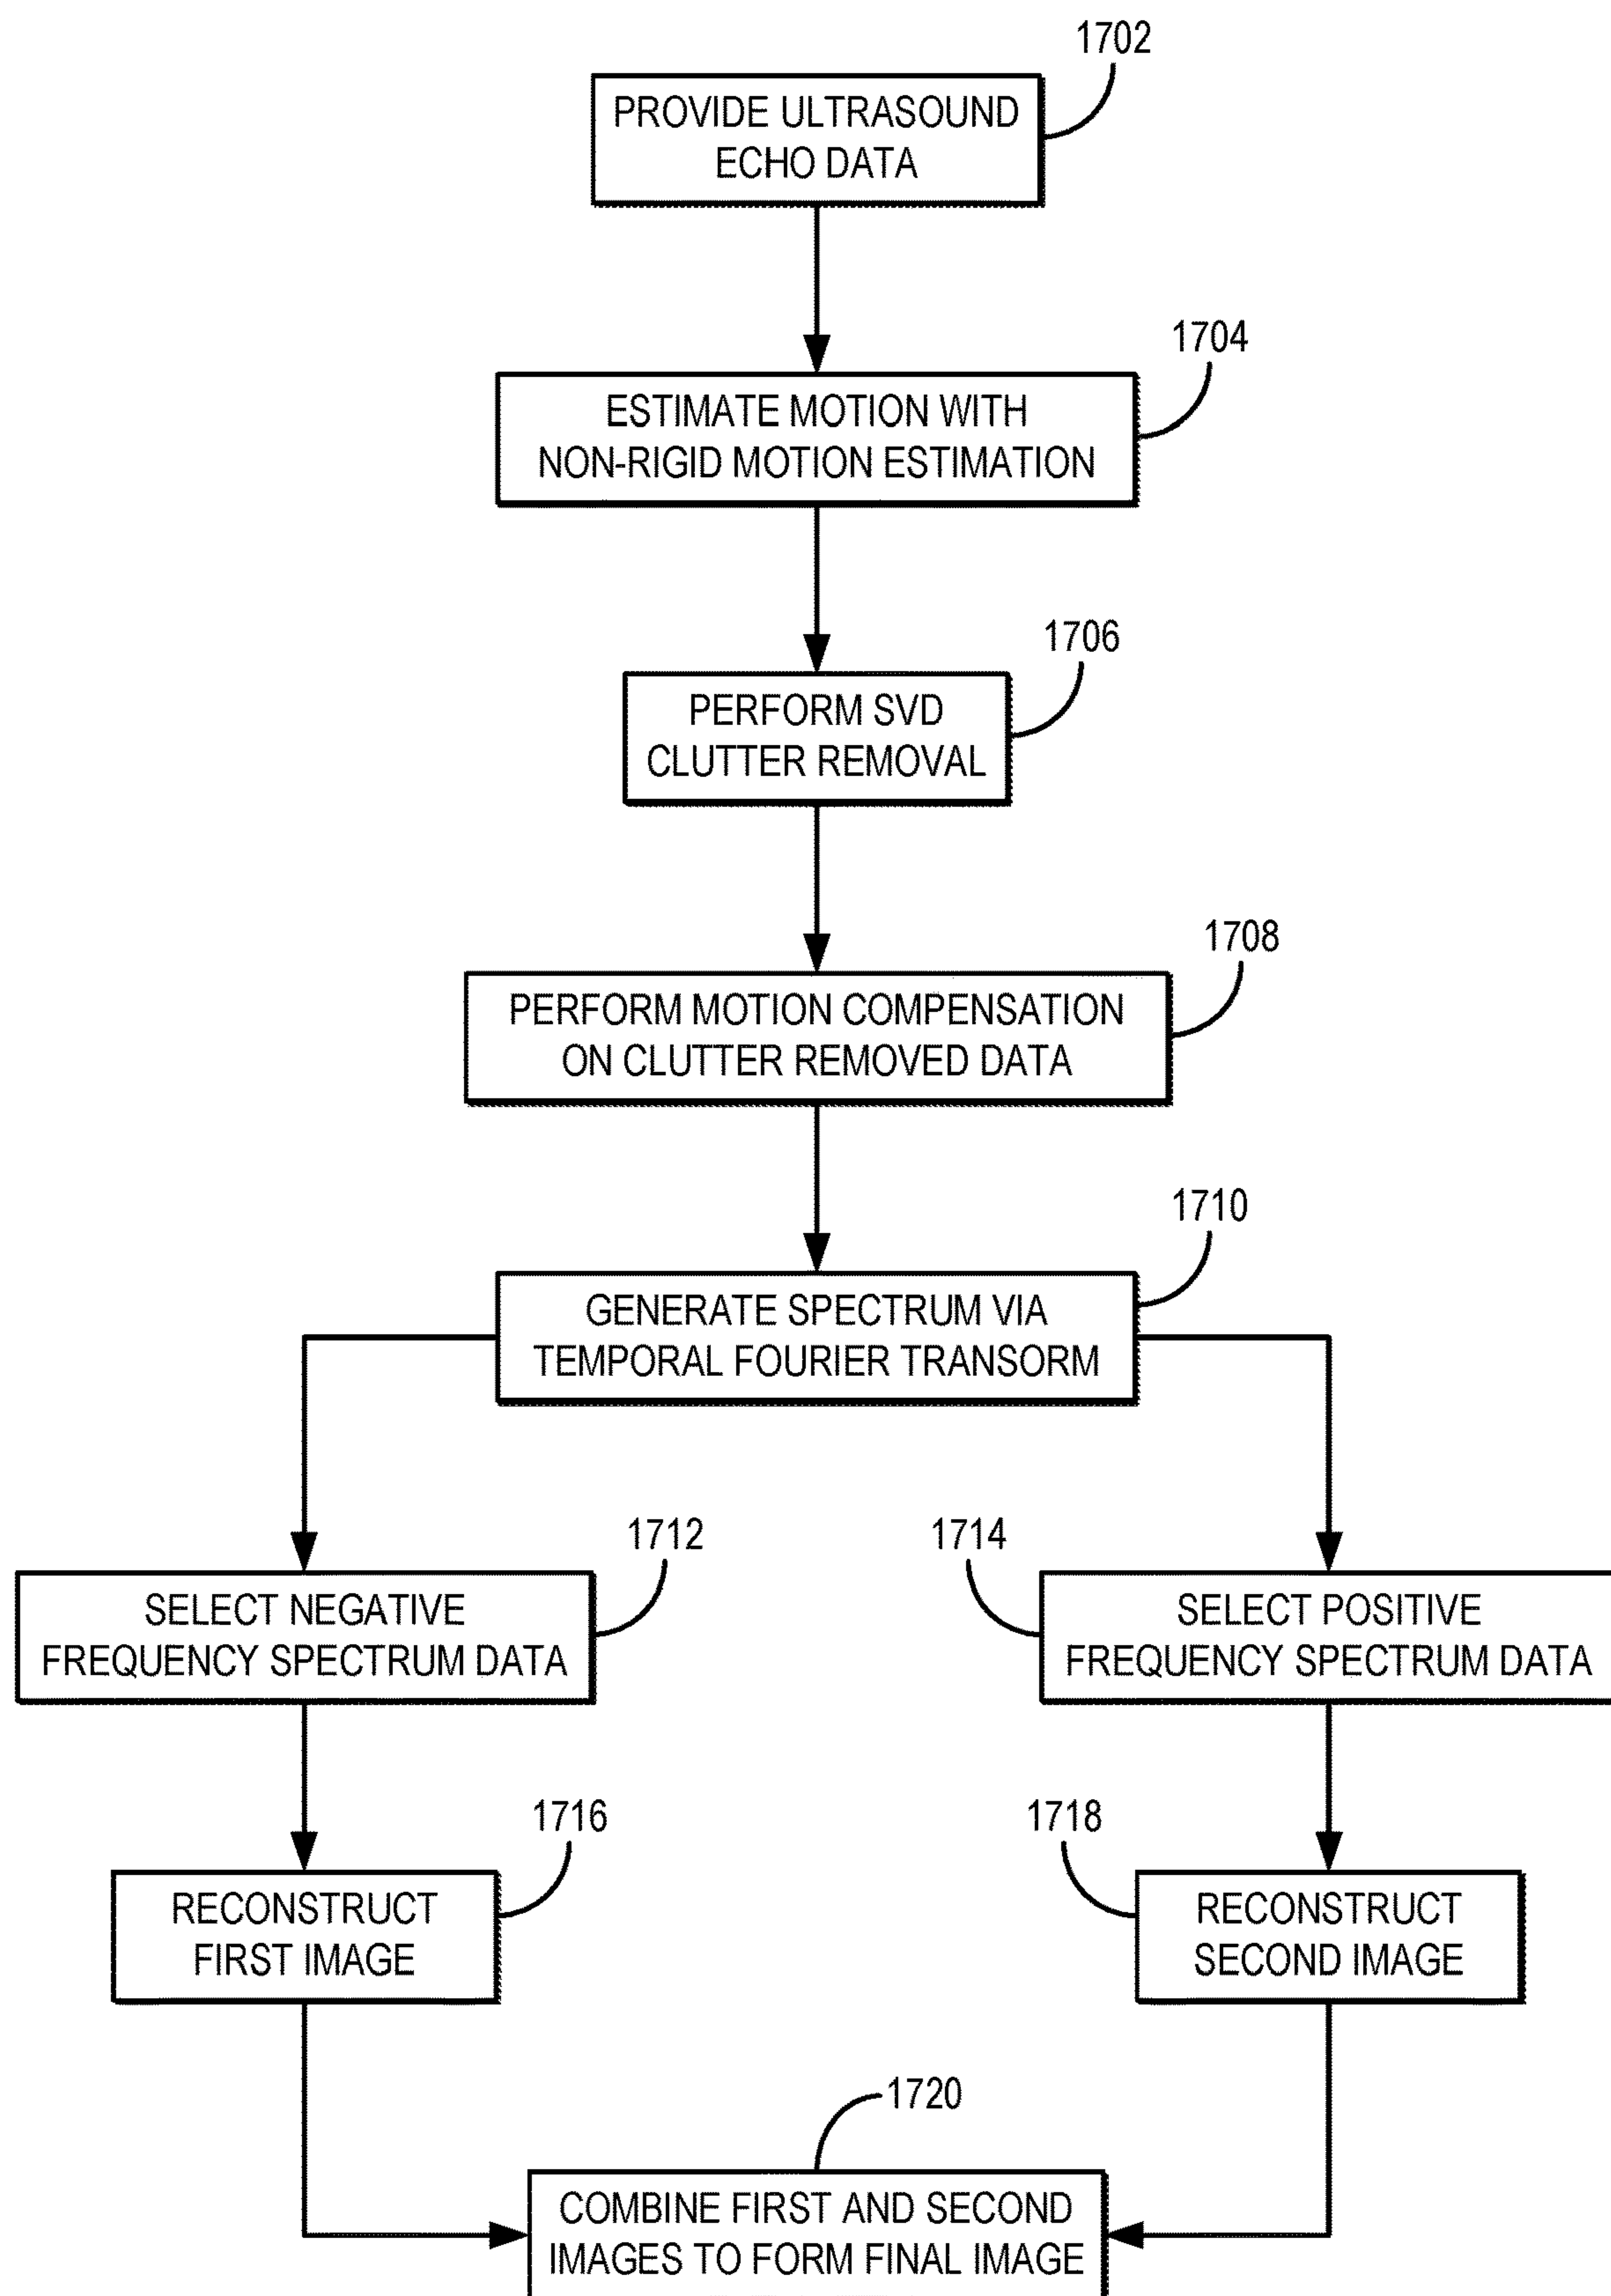 1702
PROVIDE ULTRASOUND
ECHO DATA
1704
ESTIMATE MOTION WITH
NON-RIGID MOTION ESTIMATION
1706
PERFORM SVD
CLUTTER REMOVAL
1708
PERFORM MOTION COMPENSATION
ON CLUTTER REMOVED DATA
1710
GENERATE SPECTRUM VIA
TEMPORAL FOURIER TRANSORM
1712
SELECT NEGATIVE
FREQUENCY SPECTRUM DATA
1714
SELECT POSITIVE
FREQUENCY SPECTRUM DATA
1716
RECONSTRUCT
FIRST IMAGE
1718
RECONSTRUCT
SECOND IMAGE
1720
COMBINE FIRST AND SECOND
IMAGES TO FORM FINAL IMAGE